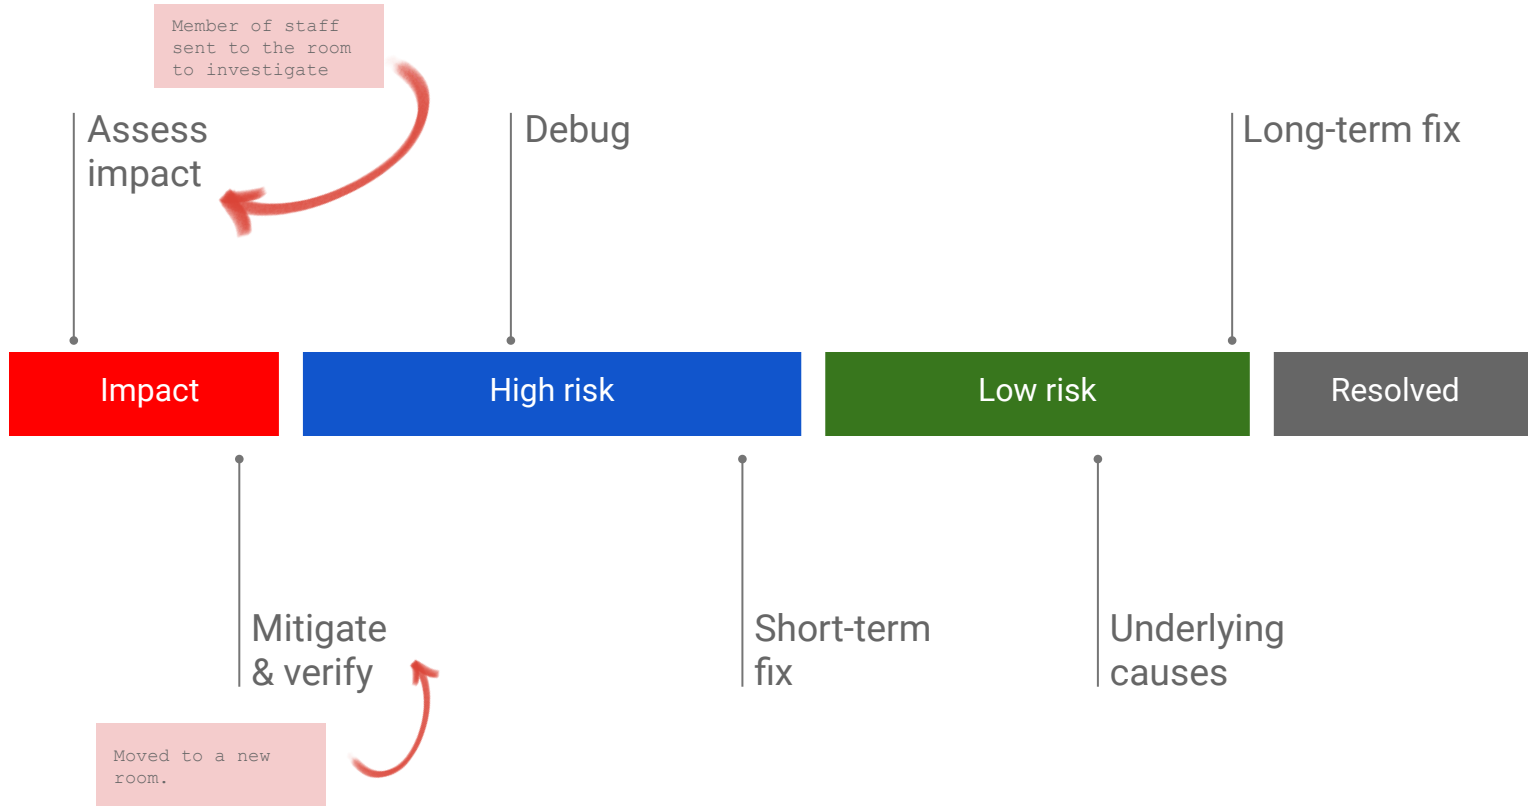 Member of staff
sent to the room
to investigate
Assess
impact
Debug
Long-term fix
Impact
High risk
Low risk
Resolved
Mitigate
& verify
Short-term
fix
Underlying
causes
Moved to a new
room.